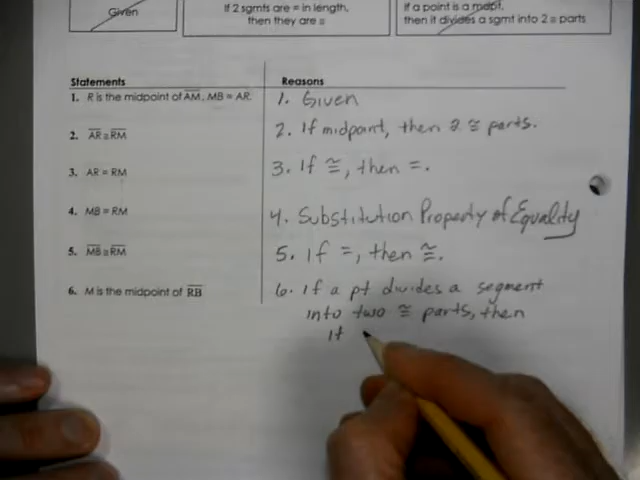 Given
If 2 sgmts are = in length,
then they are ≅
If a point is a mdpt,
then it divides a sgmt into 2 ≅ parts
Statements Reasons
1. R is the midpoint of AM, MB = AR. 1. Given
2. AR ≅ RM 2. If midpoint, then 2 ≅ parts.
3. AR = RM 3. If ≅, then =.
4. MB = RM 4. Substitution Property of Equality
5. MB ≅ RM 5. If =, then ≅.
6. M is the midpoint of RB 6. If a pt divides a segment
into two ≅ parts, then
it